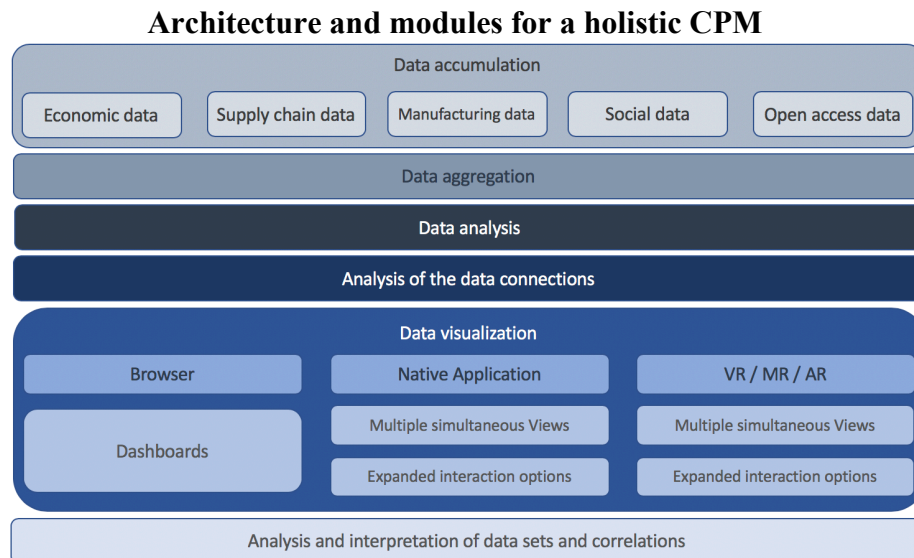 Architecture and modules for a holistic CPM
Data accumulation
Economic data
Supply chain data
Manufacturing data
Social data
Open access data
Data aggregation
Data analysis
Analysis of the data connections
Data visualization
Browser
Native Application
VR / MR / AR
Dashboards
Multiple simultaneous Views
Multiple simultaneous Views
Expanded interaction options
Expanded interaction options
Analysis and interpretation of data sets and correlations